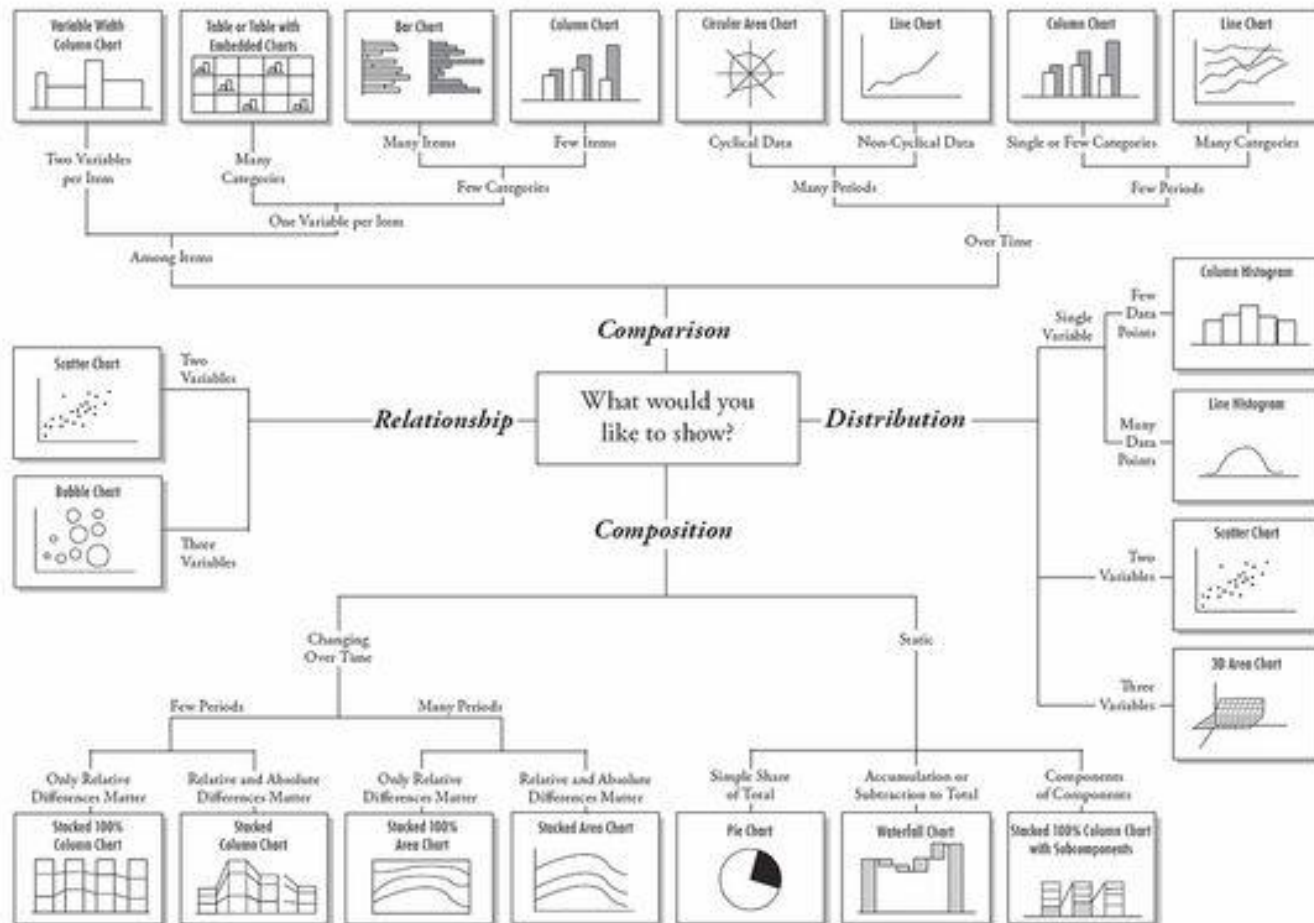 Variable Width
Column Chart
Table or Table with
Embedded Charts
Bar Chart
Column Chart
Circular Area Chart
Line Chart
Column Chart
Line Chart
Two Variables
per Item
Many
Categories
Many Items
Few Items
Cyclical Data
Non-Cyclical Data
Single or Few Categories
Many Categories
Few Categories
Many Periods
Few Periods
One Variable per Item
Among Items
Over Time
Comparison
What would you
like to show?
Relationship
Two
Variables
Scatter Chart
Three
Variables
Bubble Chart
Distribution
Single
Variable
Few
Data
Points
Column Histogram
Many
Data
Points
Line Histogram
Two
Variables
Scatter Chart
Three
Variables
3D Area Chart
Composition
Changing
Over Time
Static
Few Periods
Many Periods
Only Relative
Differences Matter
Relative and Absolute
Differences Matter
Only Relative
Differences Matter
Relative and Absolute
Differences Matter
Simple Share
of Total
Accumulation or
Subtraction to Total
Components
of Components
Stacked 100%
Column Chart
Stacked
Column Chart
Stacked 100%
Area Chart
Stacked Area Chart
Pie Chart
Waterfall Chart
Stacked 100% Column Chart
with Subcomponents